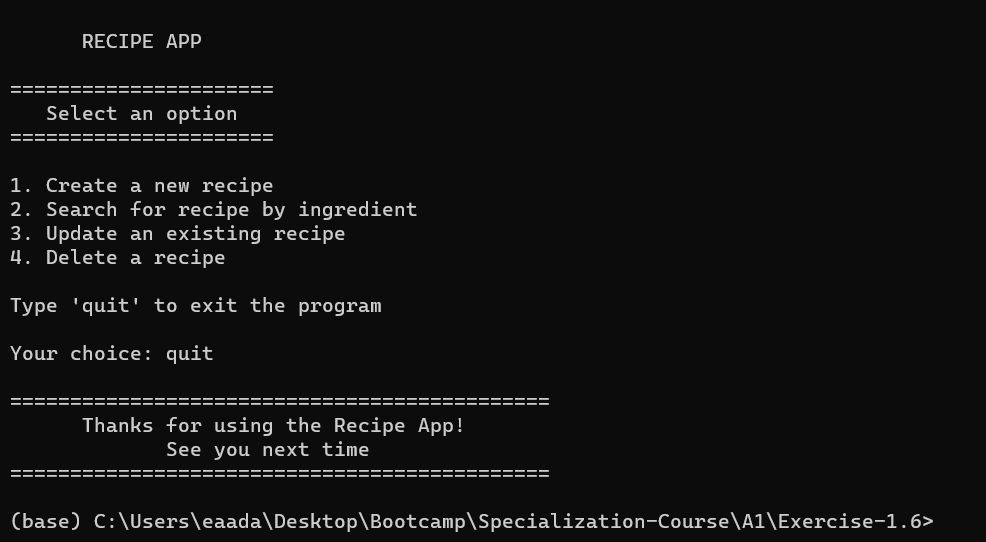 RECIPE APP
======================
Select an option
======================
1. Create a new recipe
2. Search for recipe by ingredient
3. Update an existing recipe
4. Delete a recipe
Type 'quit' to exit the program
Your choice: quit
=============================================
Thanks for using the Recipe App!
See you next time
=============================================
(base) C:\Users\eaada\Desktop\Bootcamp\Specialization-Course\A1\Exercise-1.6>